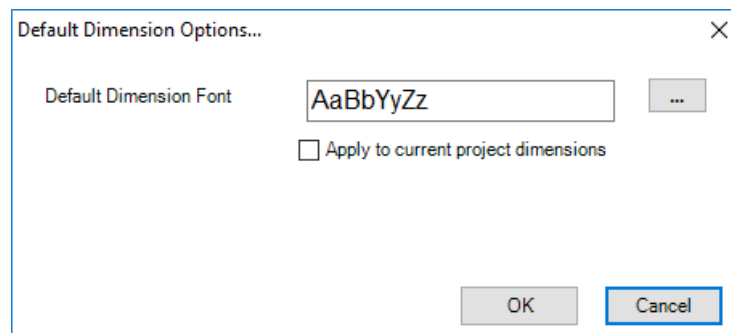 Default Dimension Options...
Default Dimension Font AaBbYyZz ...
Apply to current project dimensions
OK Cancel